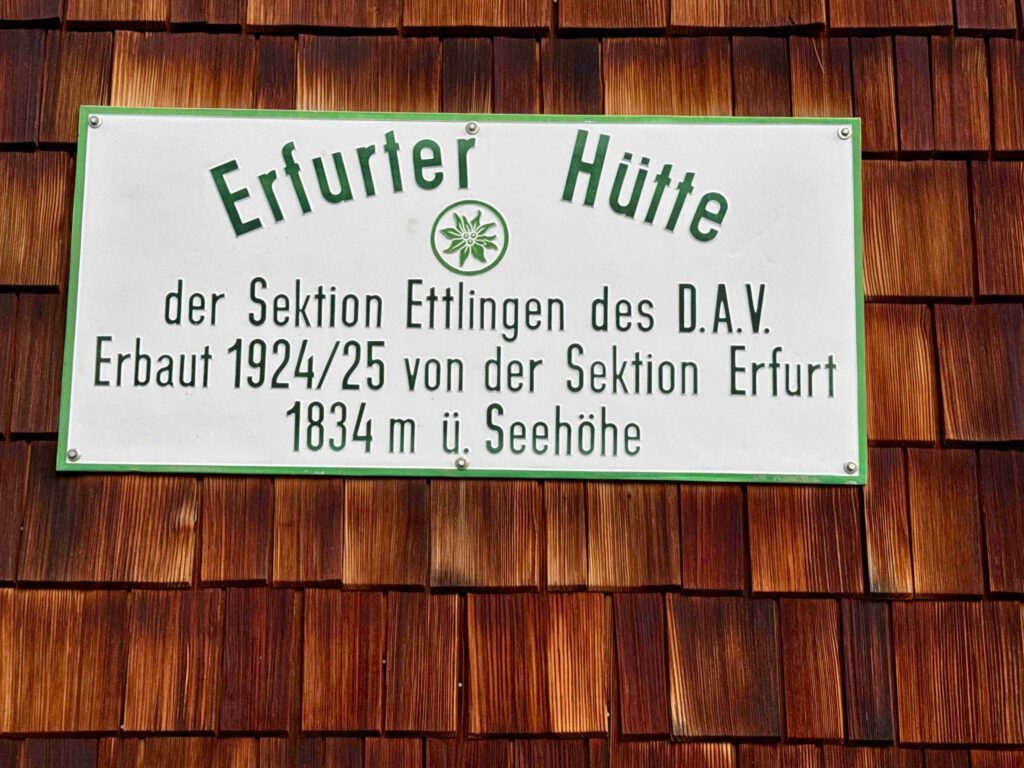 Erfurter Hütte
der Sektion Ettlingen des D.A.V.
Erbaut 1924/25 von der Sektion Erfurt
1834 m ü. Seehöhe